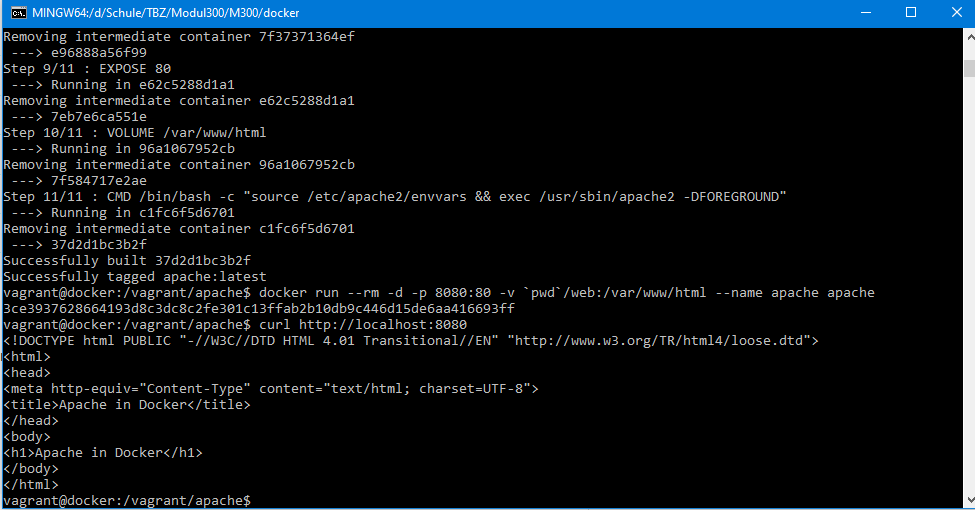 MINGW64:/d/Schule/TBZ/Modul300/M300/docker
Removing intermediate container 7f37371364ef
 ---> e96888a56f99
Step 9/11 : EXPOSE 80
 ---> Running in e62c5288d1a1
Removing intermediate container e62c5288d1a1
 ---> 7eb7e6ca551e
Step 10/11 : VOLUME /var/www/html
 ---> Running in 96a1067952cb
Removing intermediate container 96a1067952cb
 ---> 7f584717e2ae
Step 11/11 : CMD /bin/bash -c "source /etc/apache2/envvars && exec /usr/sbin/apache2 -DFOREGROUND"
 ---> Running in c1fc6f5d6701
Removing intermediate container c1fc6f5d6701
 ---> 37d2d1bc3b2f
Successfully built 37d2d1bc3b2f
Successfully tagged apache:latest
vagrant@docker:/vagrant/apache$ docker run --rm -d -p 8080:80 -v `pwd`/web:/var/www/html --name apache apache
3ce3937628664193d8c3dc8c2fe301c13ffab2b10db9c446d15de6aa416693ff
vagrant@docker:/vagrant/apache$ curl http://localhost:8080
<!DOCTYPE html PUBLIC "-//W3C//DTD HTML 4.01 Transitional//EN" "http://www.w3.org/TR/html4/loose.dtd">
<html>
<head>
<meta http-equiv="Content-Type" content="text/html; charset=UTF-8">
<title>Apache in Docker</title>
</head>
<body>
<h1>Apache in Docker</h1>
</body>
</html>
vagrant@docker:/vagrant/apache$